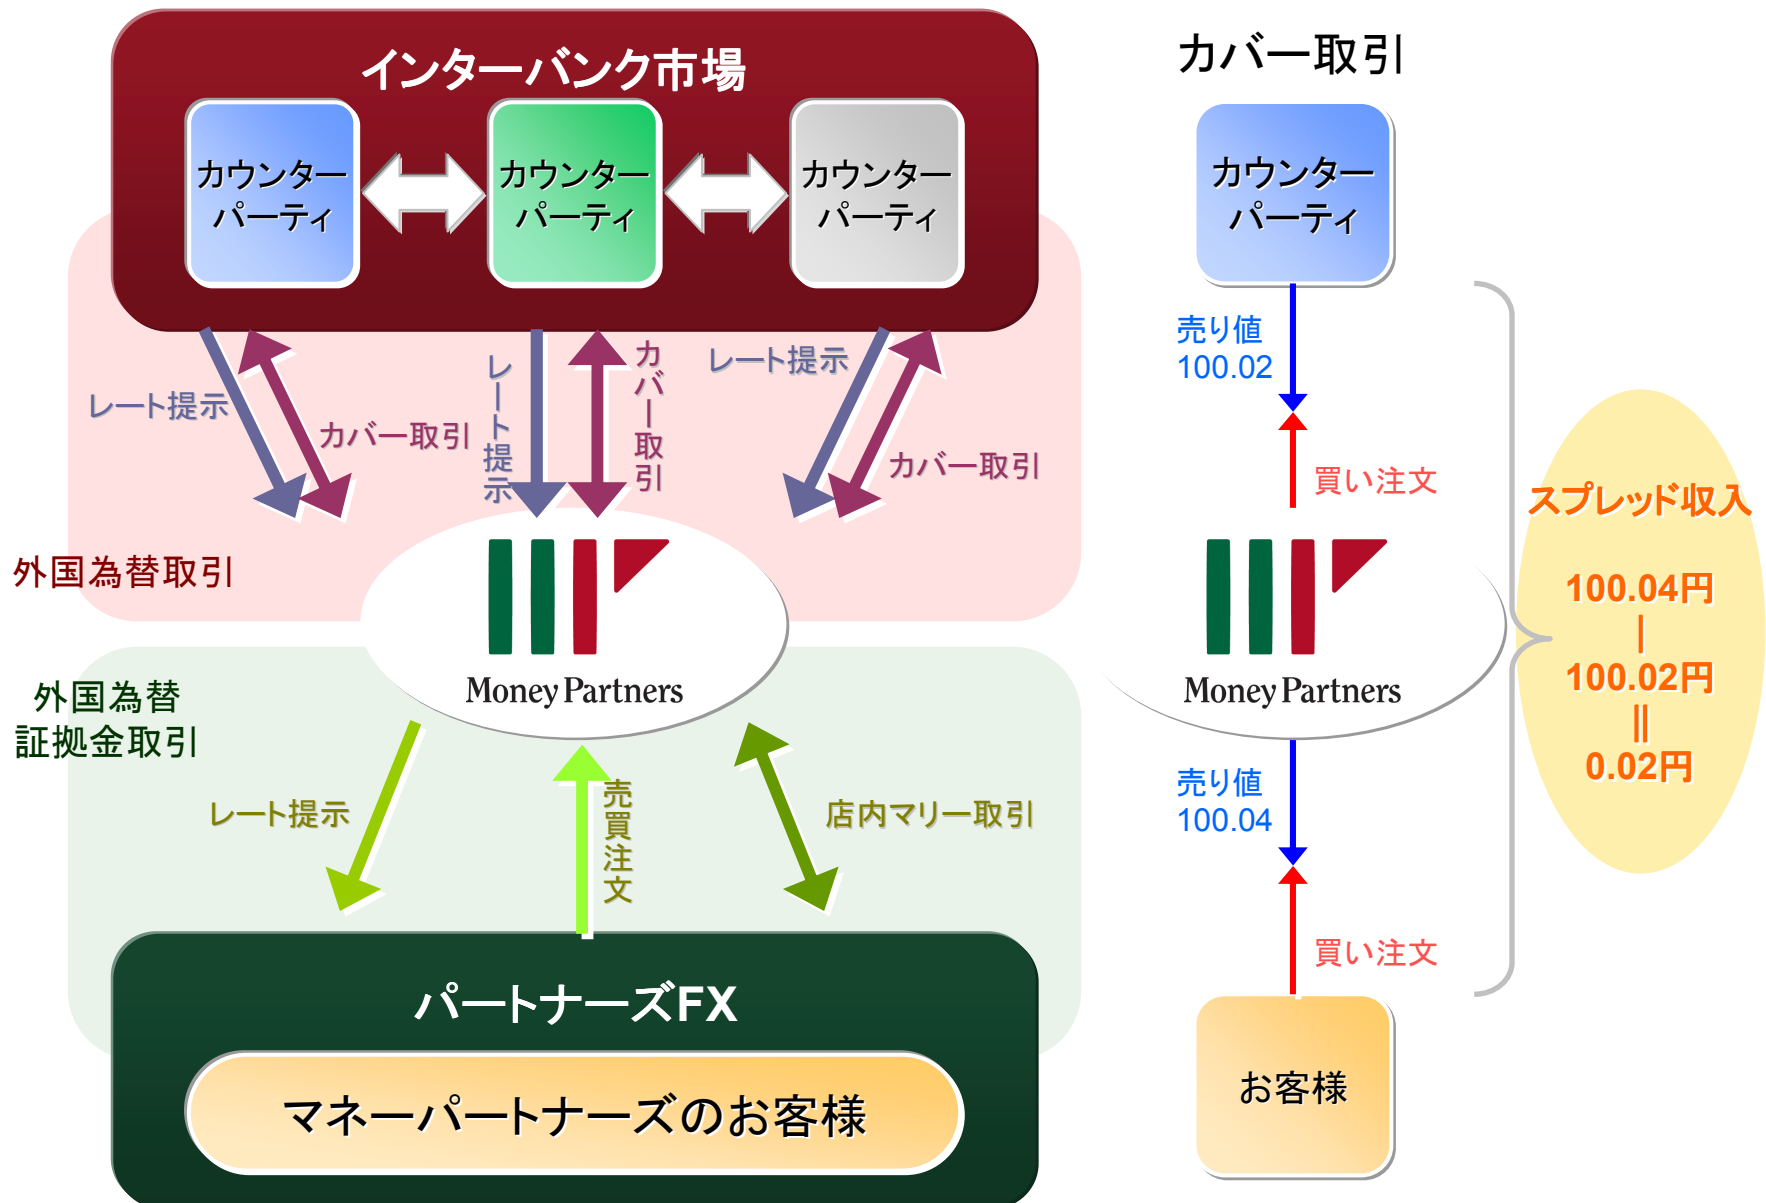 インターバンク市場
カウンター
パーティ
カウンター
パーティ
カウンター
パーティ
レート提示
カバー取引
レート提示
カバー取引
レート提示
カバー取引
外国為替取引
Money Partners
外国為替
証拠金取引
レート提示
売買注文
店内マリー取引
パートナーズFX
マネーパートナーズのお客様
カバー取引
カウンター
パーティ
売り値
100.02
買い注文
Money Partners
売り値
100.04
買い注文
お客様
スプレッド収入
100.04円
|
100.02円
||
0.02円